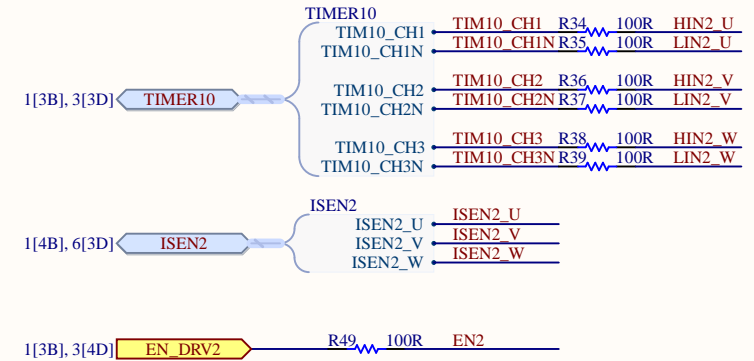 TIMER10
TIM10_CH1 TIM10_CH1 R34 100R HIN2_U
TIM10_CH1N TIM10_CH1N R35 100R LIN2_U
1[3B], 3[3D] TIMER10
TIM10_CH2 TIM10_CH2 R36 100R HIN2_V
TIM10_CH2N TIM10_CH2N R37 100R LIN2_V
TIM10_CH3 TIM10_CH3 R38 100R HIN2_W
TIM10_CH3N TIM10_CH3N R39 100R LIN2_W
ISEN2
ISEN2_U ISEN2_U
1[4B], 6[3D] ISEN2 ISEN2_V ISEN2_V
ISEN2_W ISEN2_W
1[3B], 3[4D] EN_DRV2 R49 100R EN2